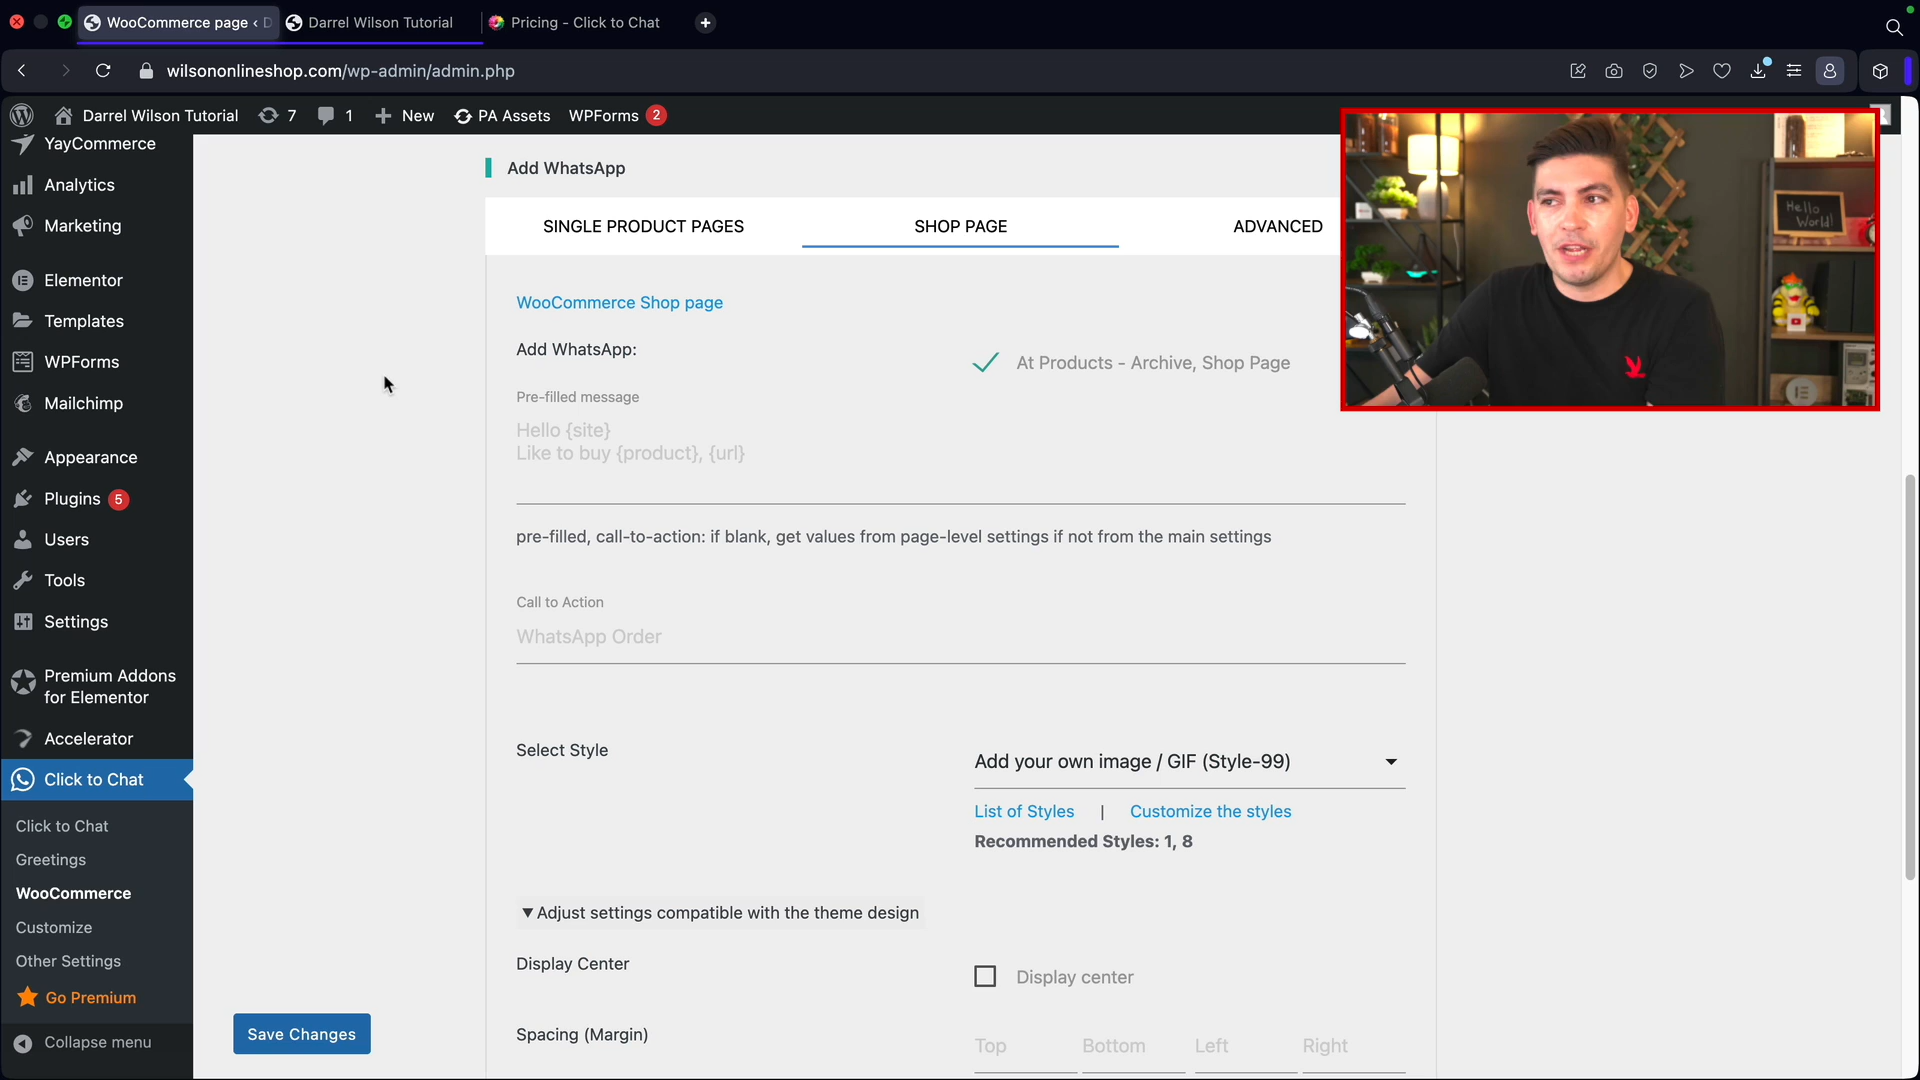 WooCommerce page ‹ D
Darrel Wilson Tutorial
Pricing - Click to Chat
wilsononlineshop.com/wp-admin/admin.php
Darrel Wilson Tutorial
7
1
New
PA Assets
WPForms
2
YayCommerce
Analytics
Marketing
Elementor
Templates
WPForms
Mailchimp
Appearance
Plugins
5
Users
Tools
Settings
Premium Addons
for Elementor
Accelerator
Click to Chat
Click to Chat
Greetings
WooCommerce
Customize
Other Settings
Go Premium
Collapse menu
Add WhatsApp
SINGLE PRODUCT PAGES
SHOP PAGE
ADVANCED
WooCommerce Shop page
Add WhatsApp:
At Products - Archive, Shop Page
Pre-filled message
Hello {site}
Like to buy {product}, {url}
pre-filled, call-to-action: if blank, get values from page-level settings if not from the main settings
Call to Action
WhatsApp Order
Select Style
Add your own image / GIF (Style-99)
List of Styles | Customize the styles
Recommended Styles: 1, 8
▼ Adjust settings compatible with the theme design
Display Center
Display center
Spacing (Margin)
Top
Bottom
Left
Right
Save Changes
Hello
World!